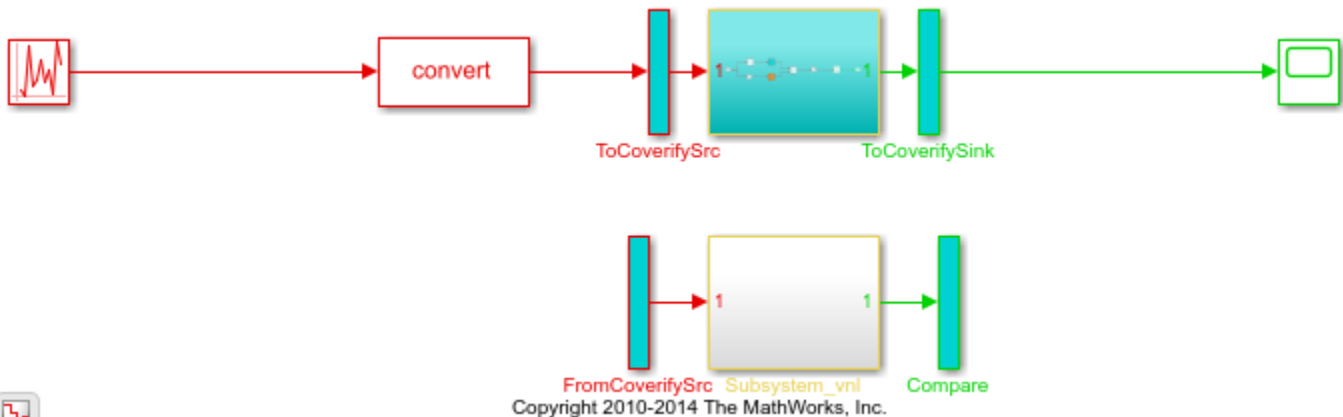 convert
1 1
ToCoverifySrc ToCoverifySink
1 1
FromCoverifySrc Subsystem_vnl Compare
Copyright 2010-2014 The MathWorks, Inc.